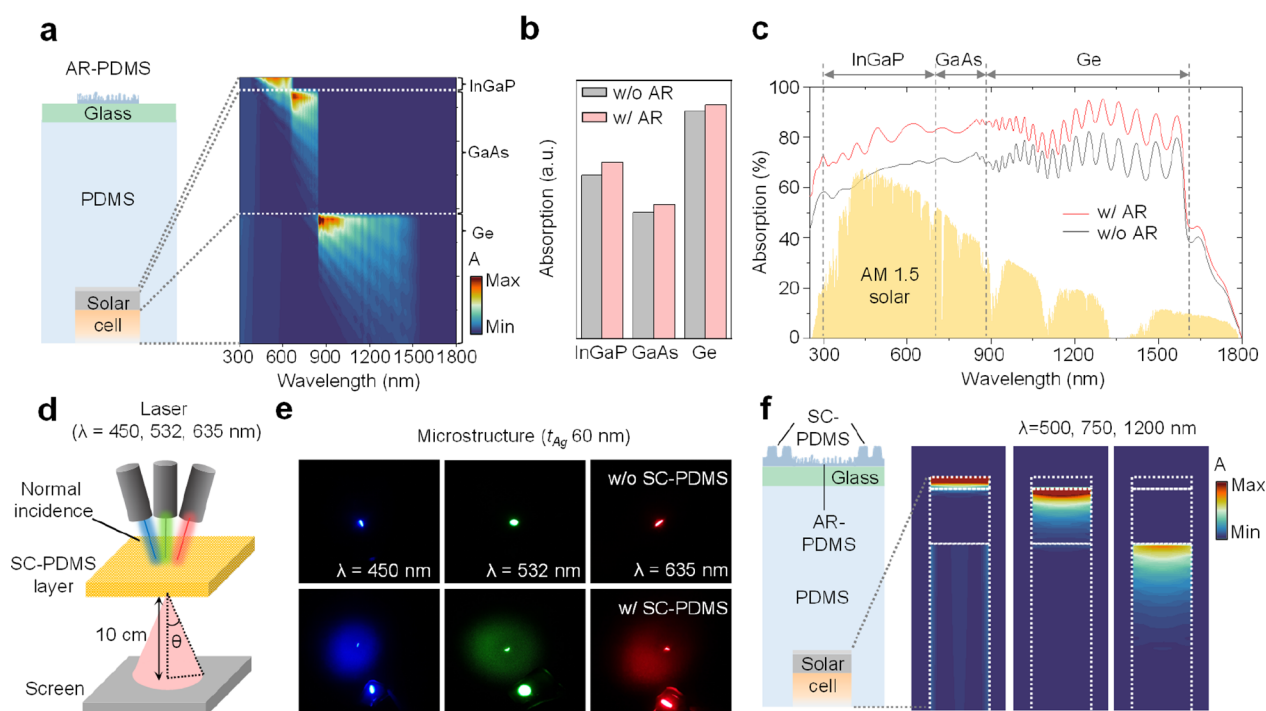 a
AR-PDMS
Glass
PDMS
Solar
cell
InGaP
GaAs
Ge
A
Max
Min
300 600 900 1200 1500 1800
Wavelength (nm)
b
w/o AR
w/ AR
Absorption (a.u.)
InGaP GaAs Ge
c
InGaP GaAs Ge
Absorption (%)
100
80
60
40
20
0
w/ AR
w/o AR
AM 1.5
solar
300 600 900 1200 1500 1800
Wavelength (nm)
d
Laser
(λ = 450, 532, 635 nm)
Normal
incidence
SC-PDMS
layer
10 cm
θ
Screen
e
Microstructure (tAg 60 nm)
w/o SC-PDMS
λ = 450 nm
λ = 532 nm
λ = 635 nm
w/ SC-PDMS
f
SC-
PDMS
λ=500, 750, 1200 nm
Glass
AR-
PDMS
PDMS
Solar
cell
A
Max
Min